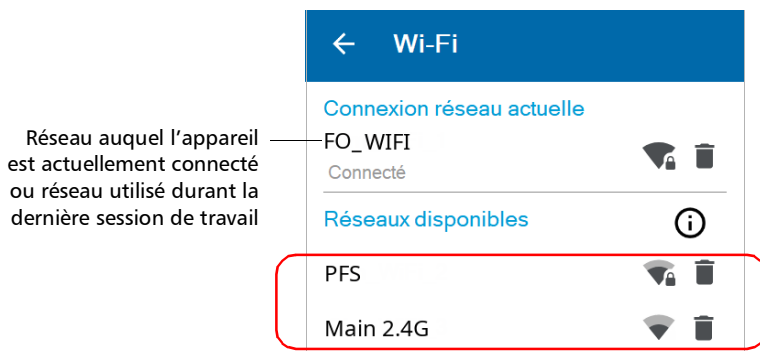 Wi-Fi
Connexion réseau actuelle
Réseau auquel l’appareil
est actuellement connecté
ou réseau utilisé durant la
dernière session de travail
FO_WIFI
Connecté
Réseaux disponibles
PFS
Main 2.4G